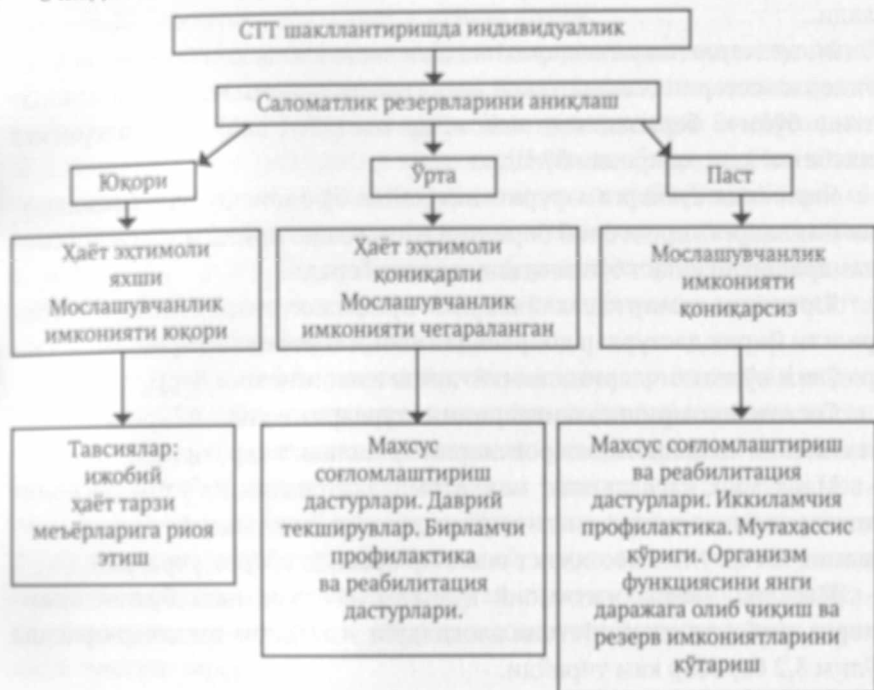 СТТ шакллантиришда индивидуаллик
Саломатлик резервларини аниқлаш
Юқори
Ўрта
Паст
Ҳаёт эҳтимоли
яхши
Мослашувчанлик
имконияти юқори
Ҳаёт эҳтимоли
қониқарли
Мослашувчанлик
имконияти чегараланган
Мослашувчанлик
имконияти
қониқарсиз
Тавсиялар:
ижобий
ҳаёт тарзи
меъёрларига риоя
этиш
Махсус
соғломлаштириш
дастурлари. Даврий
текширувлар. Бирламчи
профилактика
ва реабилитация
дастурлари.
Махсус соғломлаштириш
ва реабилитация
дастурлари. Иккиламчия
профилактика. Мутахассис
кўриги. Организм
функциясини янги
даражага олиб чиқиш ва
резерв имкониятларини
кўтариш